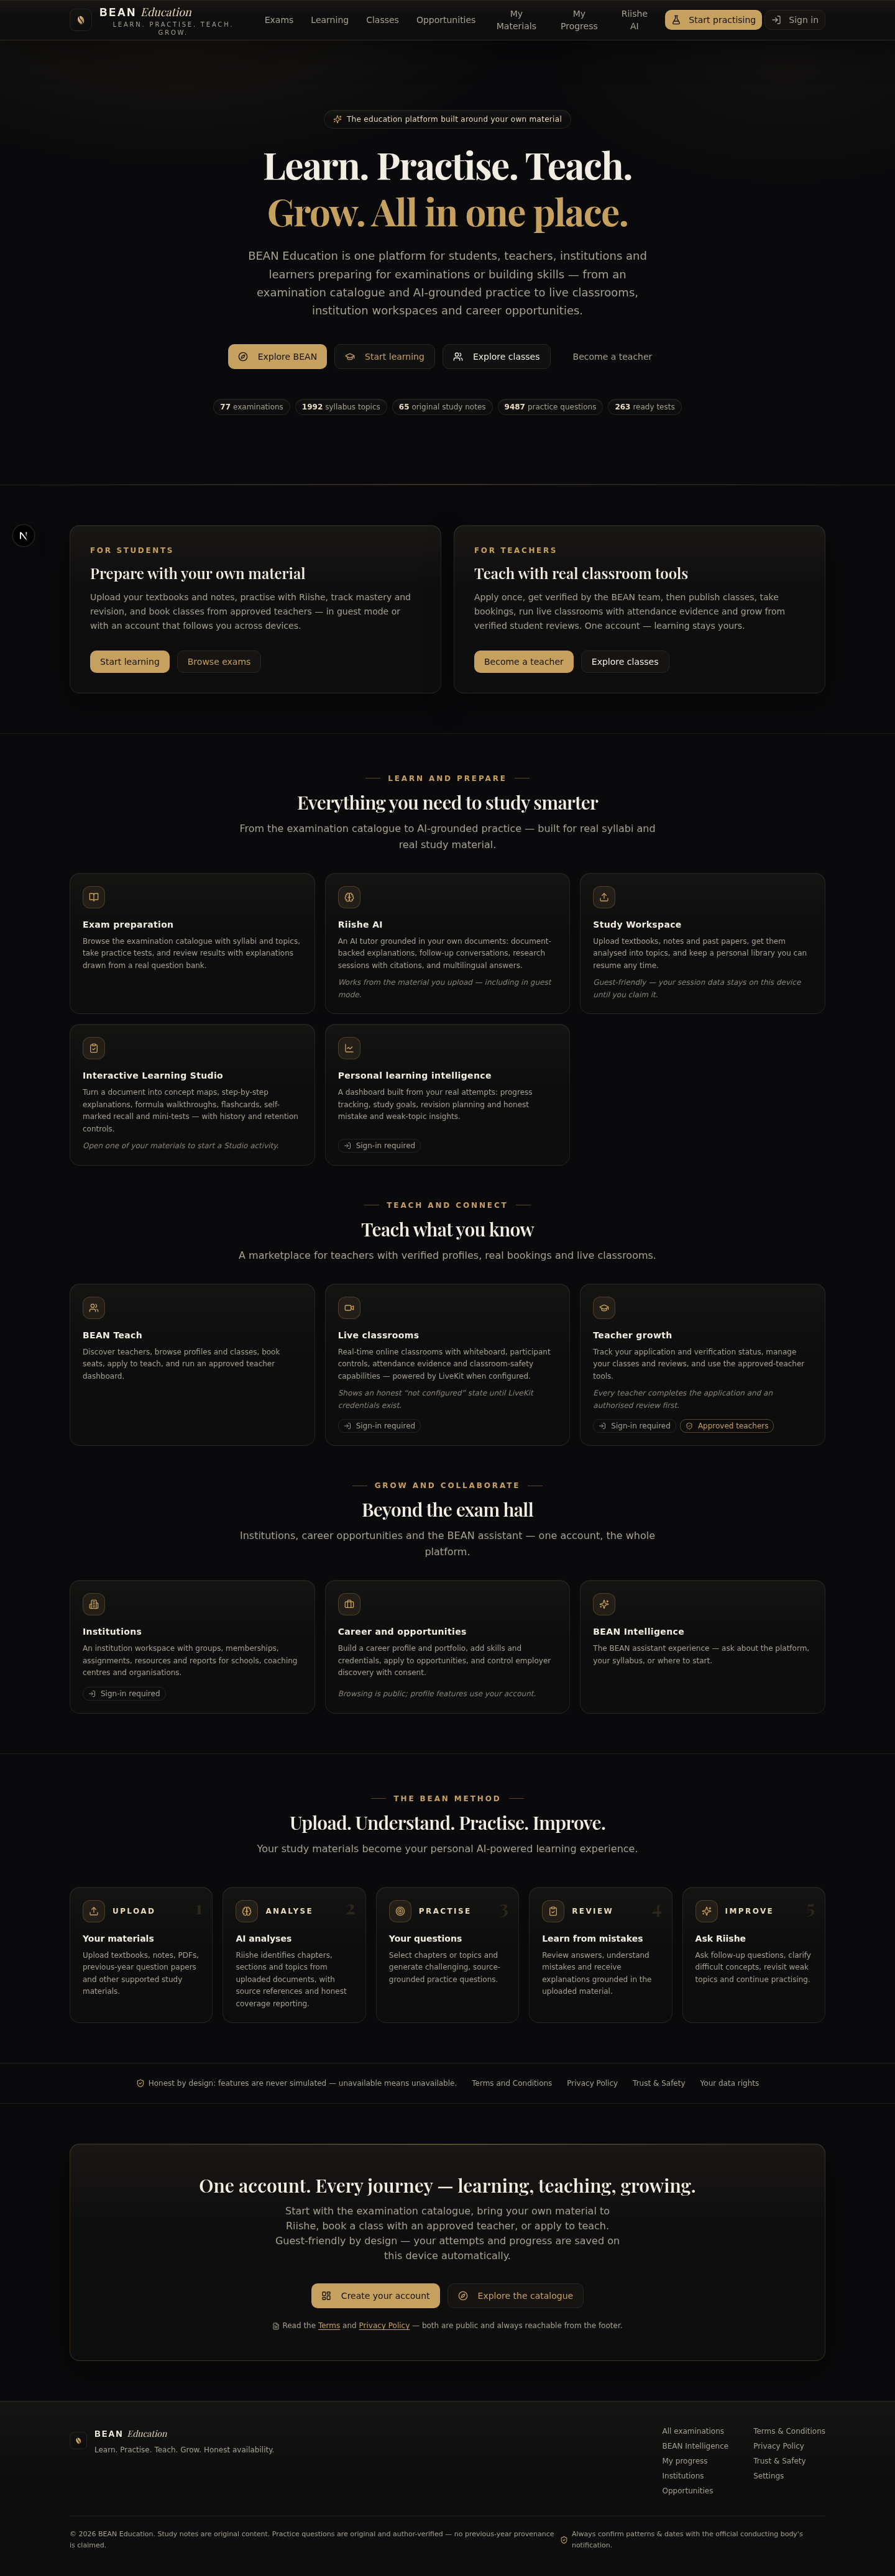 BEAN Education
LEARN. PRACTISE. TEACH.
GROW.
Exams
Learning
Classes
Opportunities
My
Materials
My
Progress
Riishe
AI
Start practising
Sign in
The education platform built around your own material
Learn. Practise. Teach.
Grow. All in one place.
BEAN Education is one platform for students, teachers, institutions and
learners preparing for examinations or building skills — from an
examination catalogue and AI-grounded practice to live classrooms,
institution workspaces and career opportunities.
Explore BEAN
Start learning
Explore classes
Become a teacher
77 examinations
1992 syllabus topics
65 original study notes
9487 practice questions
263 ready tests
N
FOR STUDENTS
Prepare with your own material
Upload your textbooks and notes, practise with Riishe, track mastery and
revision, and book classes from approved teachers — in guest mode or
with an account that follows you across devices.
Start learning
Browse exams
FOR TEACHERS
Teach with real classroom tools
Apply once, get verified by the BEAN team, then publish classes, take
bookings, run live classrooms with attendance evidence and grow from
verified student reviews. One account — learning stays yours.
Become a teacher
Explore classes
LEARN AND PREPARE
Everything you need to study smarter
From the examination catalogue to AI-grounded practice — built for real syllabi and
real study material.
Exam preparation
Browse the examination catalogue with syllabi and topics,
take practice tests, and review results with explanations
drawn from a real question bank.
Riishe AI
An AI tutor grounded in your own documents: document-
backed explanations, follow-up conversations, research
sessions with citations, and multilingual answers.
Works from the material you upload — including in guest
mode.
Study Workspace
Upload textbooks, notes and past papers, get them
analysed into topics, and keep a personal library you can
resume any time.
Guest-friendly — your session data stays on this device
until you claim it.
Interactive Learning Studio
Turn a document into concept maps, step-by-step
explanations, formula walkthroughs, flashcards, self-
marked recall and mini-tests — with history and retention
controls.
Open one of your materials to start a Studio activity.
Personal learning intelligence
A dashboard built from your real attempts: progress
tracking, study goals, revision planning and honest
mistake and weak-topic insights.
Sign-in required
TEACH AND CONNECT
Teach what you know
A marketplace for teachers with verified profiles, real bookings and live classrooms.
BEAN Teach
Discover teachers, browse profiles and classes, book
seats, apply to teach, and run an approved teacher
dashboard.
Live classrooms
Real-time online classrooms with whiteboard, participant
controls, attendance evidence and classroom-safety
capabilities — powered by LiveKit when configured.
Shows an honest "not configured" state until LiveKit
credentials exist.
Sign-in required
Teacher growth
Track your application and verification status, manage
your classes and reviews, and use the approved-teacher
tools.
Every teacher completes the application and an
authorised review first.
Sign-in required
Approved teachers
GROW AND COLLABORATE
Beyond the exam hall
Institutions, career opportunities and the BEAN assistant — one account, the whole
platform.
Institutions
An institution workspace with groups, memberships,
assignments, resources and reports for schools, coaching
centres and organisations.
Sign-in required
Career and opportunities
Build a career profile and portfolio, add skills and
credentials, apply to opportunities, and control employer
discovery with consent.
Browsing is public; profile features use your account.
BEAN Intelligence
The BEAN assistant experience — ask about the platform,
your syllabus, or where to start.
THE BEAN METHOD
Upload. Understand. Practise. Improve.
Your study materials become your personal AI-powered learning experience.
UPLOAD
1
Your materials
Upload textbooks, notes, PDFs,
previous-year question papers
and other supported study
materials.
ANALYSE
2
AI analyses
Riishe identifies chapters,
sections and topics from
uploaded documents, with
source references and honest
coverage reporting.
PRACTISE
3
Your questions
Select chapters or topics and
generate challenging, source-
grounded practice questions.
REVIEW
4
Learn from mistakes
Review answers, understand
mistakes and receive
explanations grounded in the
uploaded material.
IMPROVE
5
Ask Riishe
Ask follow-up questions, clarify
difficult concepts, revisit weak
topics and continue practising.
Honest by design: features are never simulated — unavailable means unavailable.
Terms and Conditions
Privacy Policy
Trust & Safety
Your data rights
One account. Every journey — learning, teaching, growing.
Start with the examination catalogue, bring your own material to
Riishe, book a class with an approved teacher, or apply to teach.
Guest-friendly by design — your attempts and progress are saved on
this device automatically.
Create your account
Explore the catalogue
Read the Terms and Privacy Policy — both are public and always reachable from the footer.
BEAN Education
Learn. Practise. Teach. Grow. Honest availability.
All examinations
BEAN Intelligence
My progress
Institutions
Opportunities
Terms & Conditions
Privacy Policy
Trust & Safety
Settings
© 2026 BEAN Education. Study notes are original content. Practice questions are original and author-verified — no previous-year provenance
is claimed.
Always confirm patterns & dates with the official conducting body's
notification.